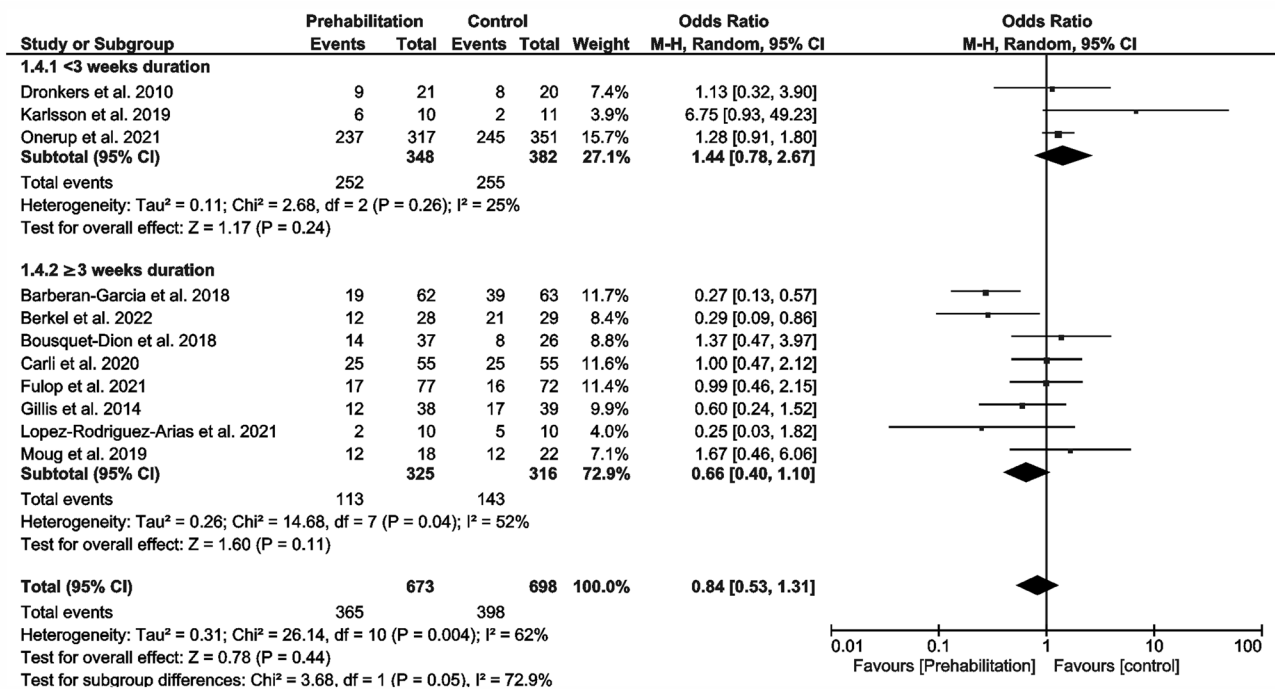 Prehabilitation Control Odds Ratio Odds Ratio
Study or Subgroup Events Total Events Total Weight M-H, Random, 95% CI M-H, Random, 95% CI
1.4.1 <3 weeks duration
Dronkers et al. 2010 9 21 8 20 7.4% 1.13 [0.32, 3.90]
Karlsson et al. 2019 6 10 2 11 3.9% 6.75 [0.93, 49.23]
Onerup et al. 2021 237 317 245 351 15.7% 1.28 [0.91, 1.80]
Subtotal (95% CI) 348 382 27.1% 1.44 [0.78, 2.67]
Total events 252 255
Heterogeneity: Tau² = 0.11; Chi² = 2.68, df = 2 (P = 0.26); I² = 25%
Test for overall effect: Z = 1.17 (P = 0.24)
1.4.2 ≥3 weeks duration
Barberan-Garcia et al. 2018 19 62 39 63 11.7% 0.27 [0.13, 0.57]
Berkel et al. 2022 12 28 21 29 8.4% 0.29 [0.09, 0.86]
Bousquet-Dion et al. 2018 14 37 8 26 8.8% 1.37 [0.47, 3.97]
Carli et al. 2020 25 55 25 55 11.6% 1.00 [0.47, 2.12]
Fulop et al. 2021 17 77 16 72 11.4% 0.99 [0.46, 2.15]
Gillis et al. 2014 12 38 17 39 9.9% 0.60 [0.24, 1.52]
Lopez-Rodriguez-Arias et al. 2021 2 10 5 10 4.0% 0.25 [0.03, 1.82]
Moug et al. 2019 12 18 12 22 7.1% 1.67 [0.46, 6.06]
Subtotal (95% CI) 325 316 72.9% 0.66 [0.40, 1.10]
Total events 113 143
Heterogeneity: Tau² = 0.26; Chi² = 14.68, df = 7 (P = 0.04); I² = 52%
Test for overall effect: Z = 1.60 (P = 0.11)
Total (95% CI) 673 698 100.0% 0.84 [0.53, 1.31]
Total events 365 398
Heterogeneity: Tau² = 0.31; Chi² = 26.14, df = 10 (P = 0.004); I² = 62%
Test for overall effect: Z = 0.78 (P = 0.44)
Test for subgroup differences: Chi² = 3.68, df = 1 (P = 0.05), I² = 72.9%
0.01 0.1 1 10 100
Favours [Prehabilitation] Favours [control]